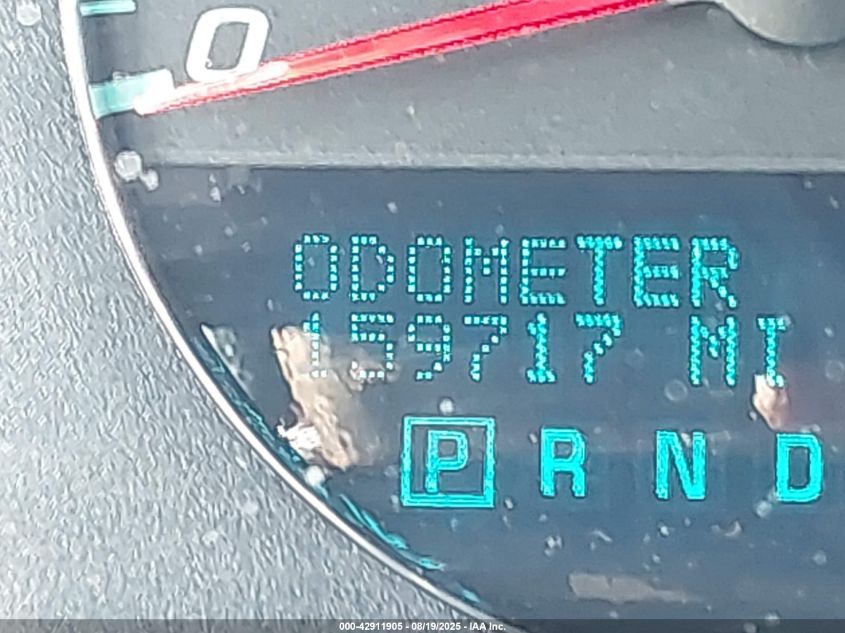 0
ODOMETER
159717 MI
P R N D
000-42911905 - 08/19/2025 - IAA Inc.